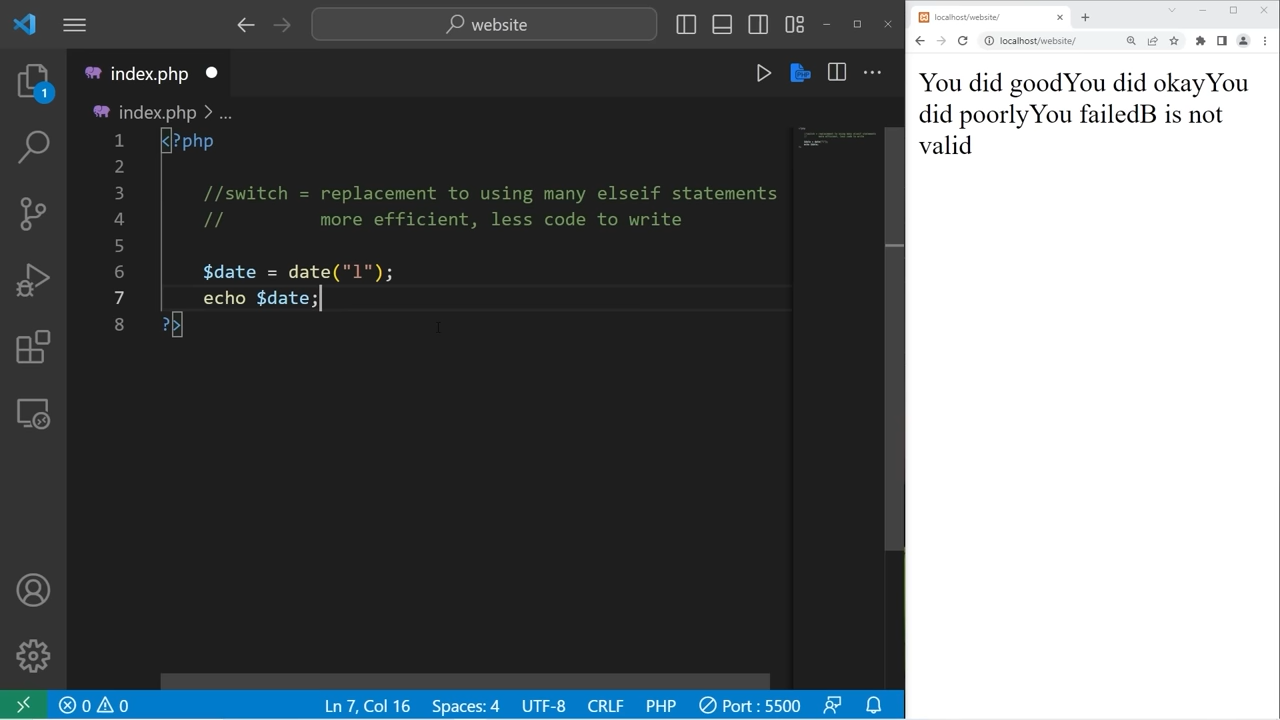 website
index.php
index.php > ...
1 <?php
2
3 //switch = replacement to using many elseif statements
4 // more efficient, less code to write
5
6 $date = date("l");
7 echo $date;
8 ?>
1
0 0
Ln 7, Col 16
Spaces: 4
UTF-8
CRLF
PHP
Port : 5500
localhost/website/
localhost/website/
You did goodYou did okayYou
did poorlyYou failedB is not
valid